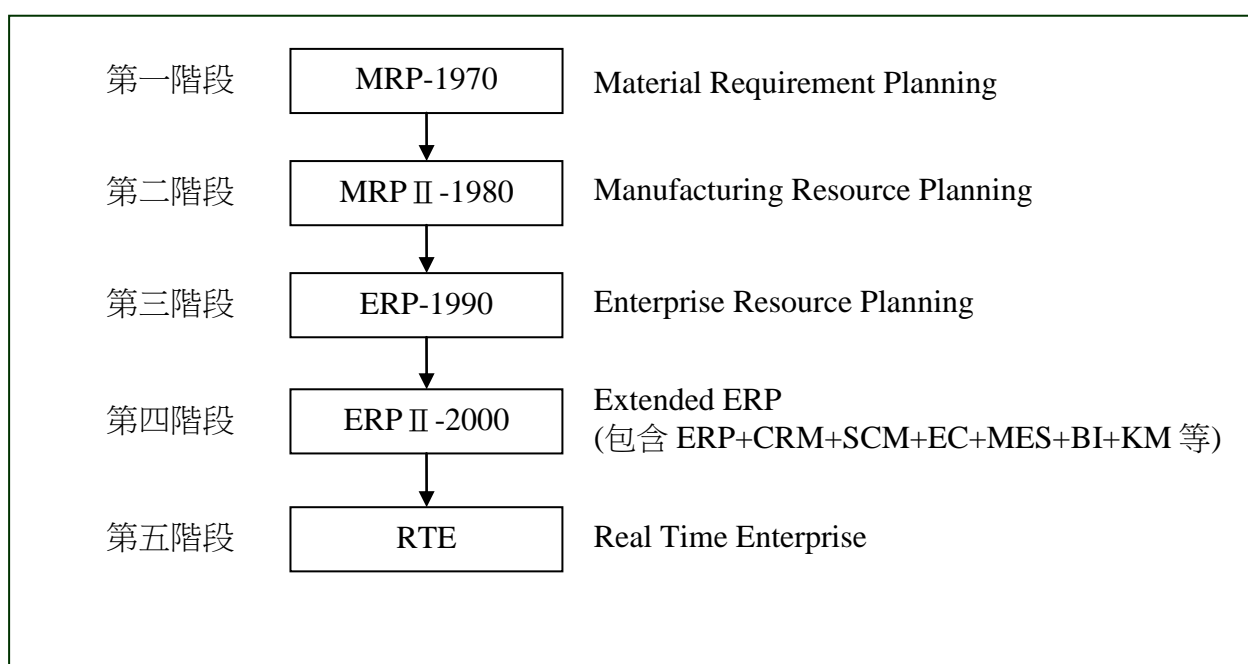 第一階段 MRP-1970 Material Requirement Planning
第二階段 MRPⅡ-1980 Manufacturing Resource Planning
第三階段 ERP-1990 Enterprise Resource Planning
第四階段 ERPⅡ-2000 Extended ERP
(包含 ERP+CRM+SCM+EC+MES+BI+KM 等)
第五階段 RTE Real Time Enterprise